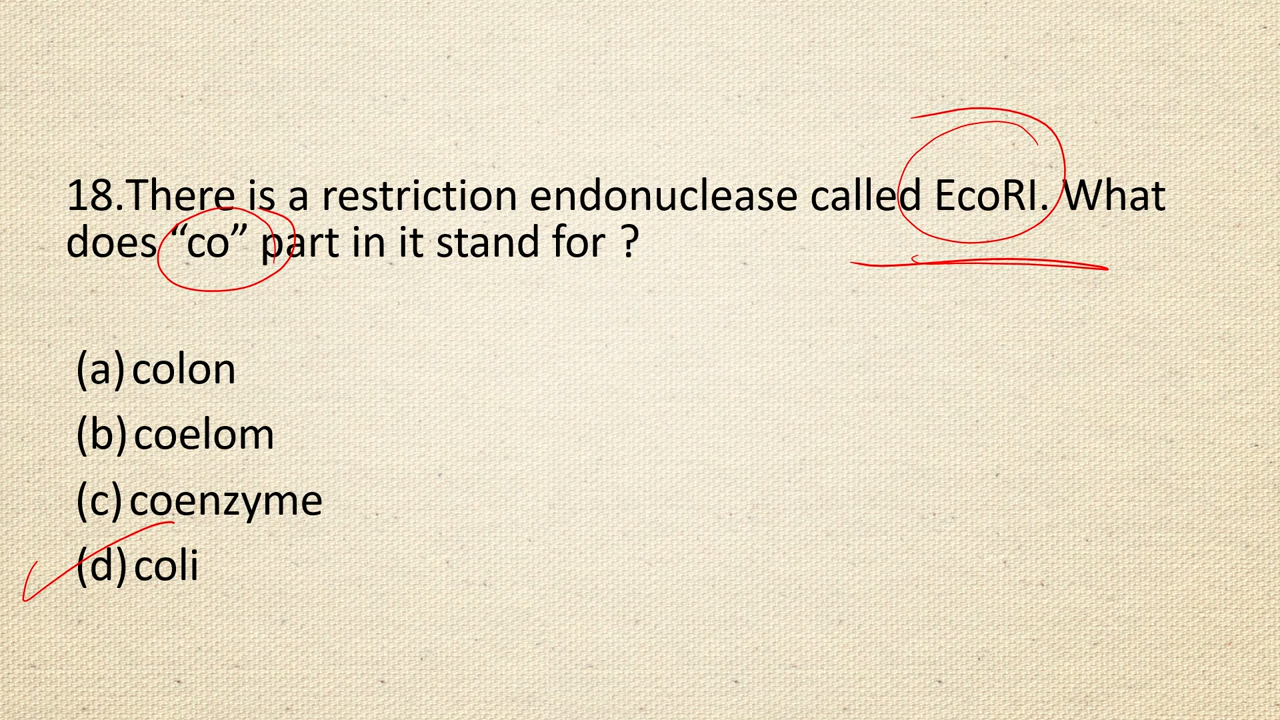 18.There is a restriction endonuclease called EcoRI. What
does “co” part in it stand for ?
(a) colon
(b) coelom
(c) coenzyme
(d) coli